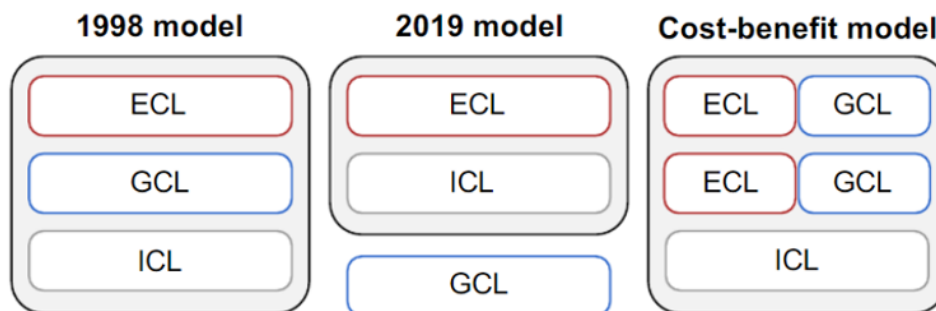 1998 model
2019 model
Cost-benefit model
ECL
GCL
ICL
ECL
ICL
GCL
ECL
GCL
ECL
GCL
ICL